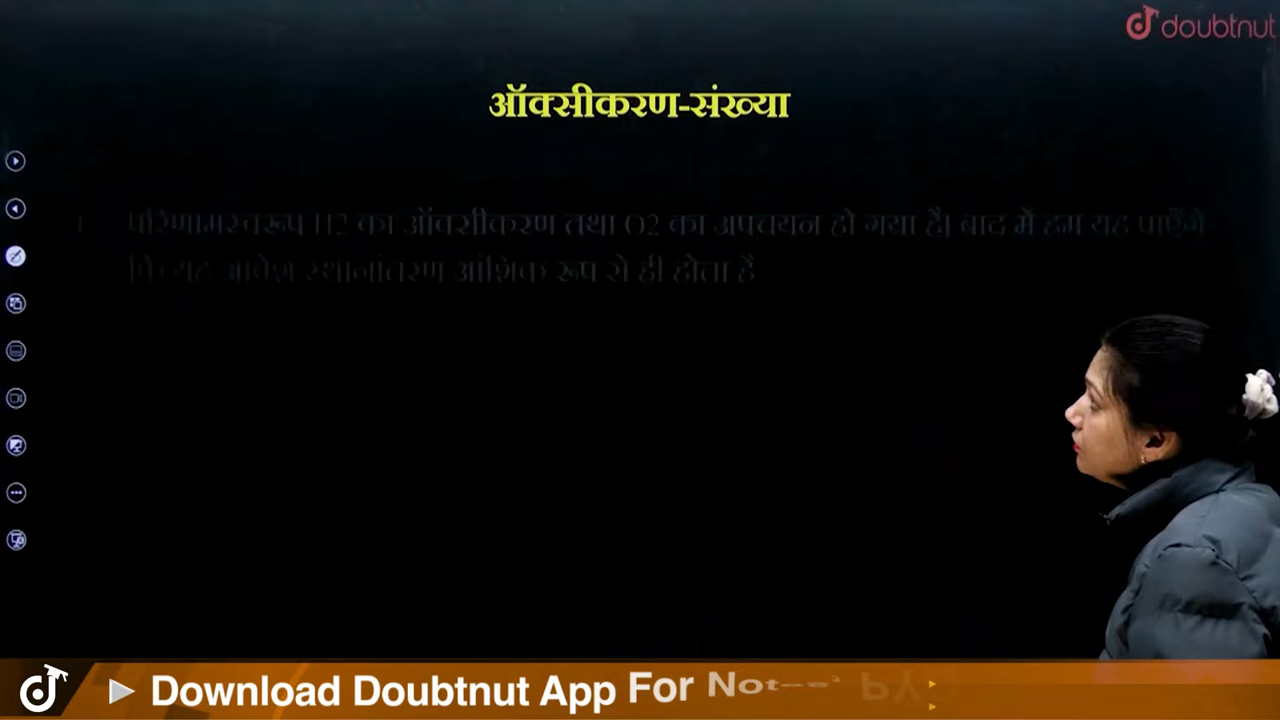 doubtnut
ऑक्सीकरण-संख्या
परिणामस्वरूप H2 का ऑक्सीकरण तथा O2 का अपचयन हो गया है। बाद में हम यह पाएँगे
कि यह आवेश स्थानांतरण आंशिक रूप से ही होता है
Download Doubtnut App For